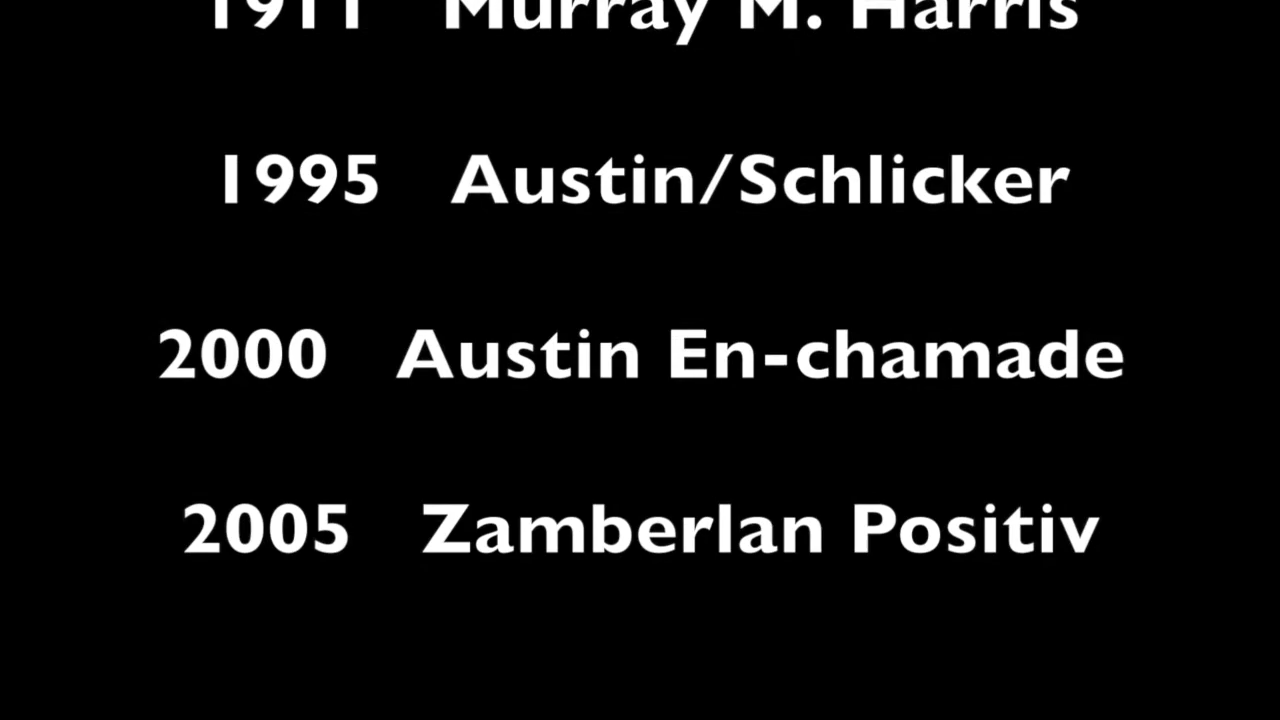 1911 Murray M. Harris
1995 Austin/Schlicker
2000 Austin En-chamade
2005 Zamberlan Positiv